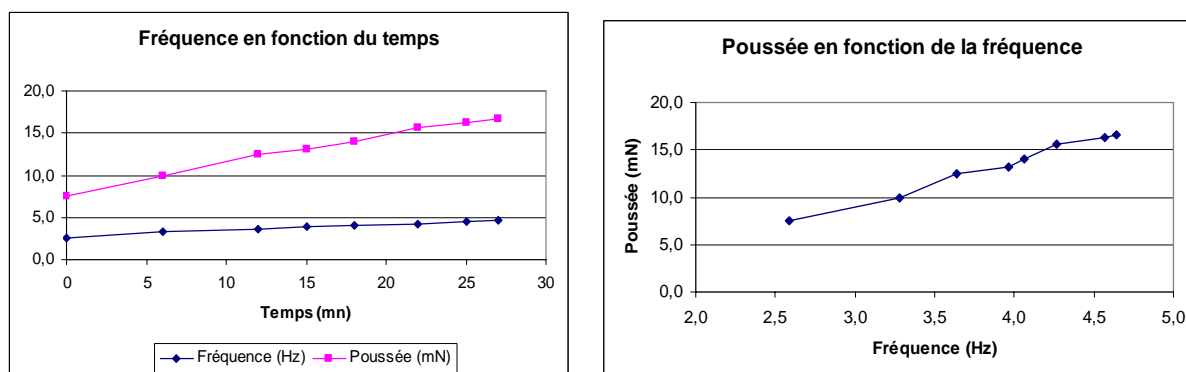 Fréquence en fonction du temps
20,0
15,0
10,0
5,0
0,0
0 5 10 15 20 25 30
Temps (mn)
Fréquence (Hz) Poussée (mN)
Poussée en fonction de la fréquence
Poussée (mN)
20,0
15,0
10,0
5,0
0,0
2,0 2,5 3,0 3,5 4,0 4,5 5,0
Fréquence (Hz)